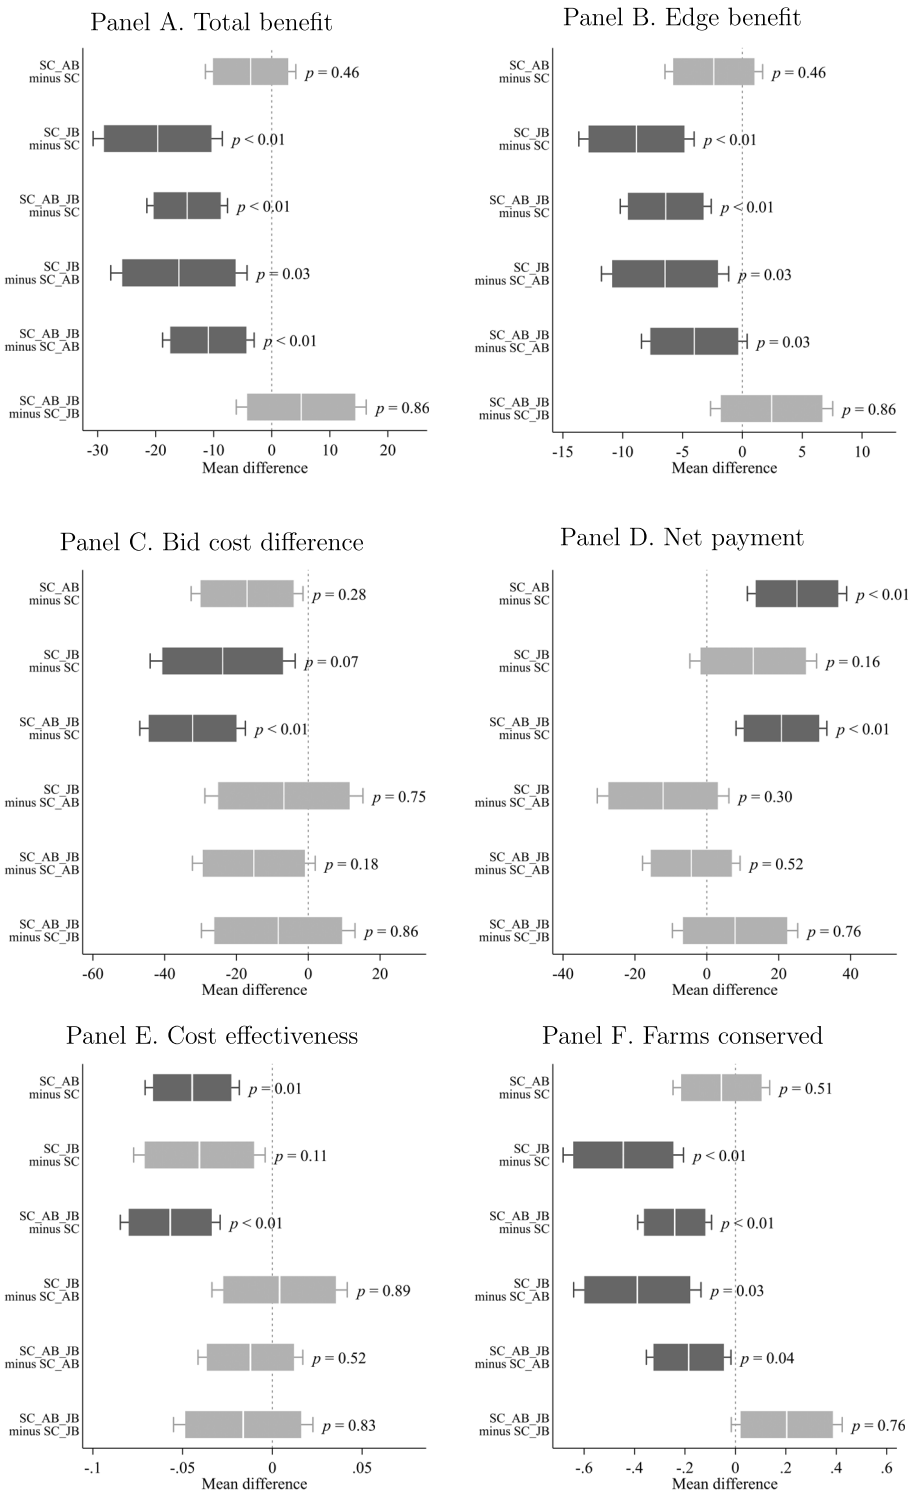 Panel A. Total benefit
SC_AB
minus SC
p = 0.46
SC_JB
minus SC
p < 0.01
SC_AB_JB
minus SC
p < 0.01
SC_JB
minus SC_AB
p = 0.03
SC_AB_JB
minus SC_AB
p < 0.01
SC_AB_JB
minus SC_JB
p = 0.86
-30 -20 -10 0 10 20
Mean difference
Panel B. Edge benefit
SC_AB
minus SC
p = 0.46
SC_JB
minus SC
p < 0.01
SC_AB_JB
minus SC
p < 0.01
SC_JB
minus SC_AB
p = 0.03
SC_AB_JB
minus SC_AB
p = 0.03
SC_AB_JB
minus SC_JB
p = 0.86
-15 -10 -5 0 5 10
Mean difference
Panel C. Bid cost difference
SC_AB
minus SC
p = 0.28
SC_JB
minus SC
p = 0.07
SC_AB_JB
minus SC
p < 0.01
SC_JB
minus SC_AB
p = 0.75
SC_AB_JB
minus SC_AB
p = 0.18
SC_AB_JB
minus SC_JB
p = 0.86
-60 -40 -20 0 20
Mean difference
Panel D. Net payment
SC_AB
minus SC
p < 0.01
SC_JB
minus SC
p = 0.16
SC_AB_JB
minus SC
p < 0.01
SC_JB
minus SC_AB
p = 0.30
SC_AB_JB
minus SC_AB
p = 0.52
SC_AB_JB
minus SC_JB
p = 0.76
-40 -20 0 20 40
Mean difference
Panel E. Cost effectiveness
SC_AB
minus SC
p = 0.01
SC_JB
minus SC
p = 0.11
SC_AB_JB
minus SC
p < 0.01
SC_JB
minus SC_AB
p = 0.89
SC_AB_JB
minus SC_AB
p = 0.52
SC_AB_JB
minus SC_JB
p = 0.83
-.1 -.05 0 .05
Mean difference
Panel F. Farms conserved
SC_AB
minus SC
p = 0.51
SC_JB
minus SC
p < 0.01
SC_AB_JB
minus SC
p < 0.01
SC_JB
minus SC_AB
p = 0.03
SC_AB_JB
minus SC_AB
p = 0.04
SC_AB_JB
minus SC_JB
p = 0.76
-.6 -.4 -.2 0 .2 .4 .6
Mean difference